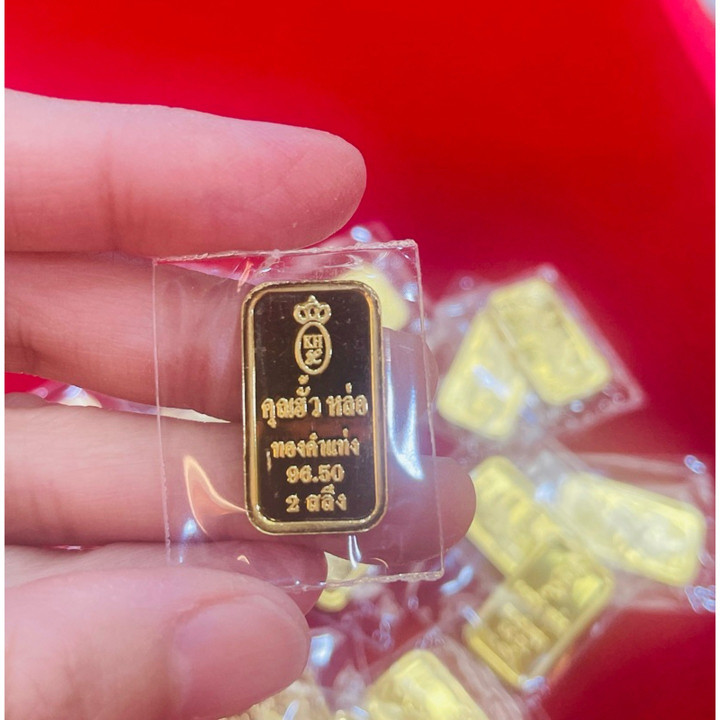 KH
คุณฮั้ว หล่อ
ทองคำแท่ง
96.50
2 สลึง